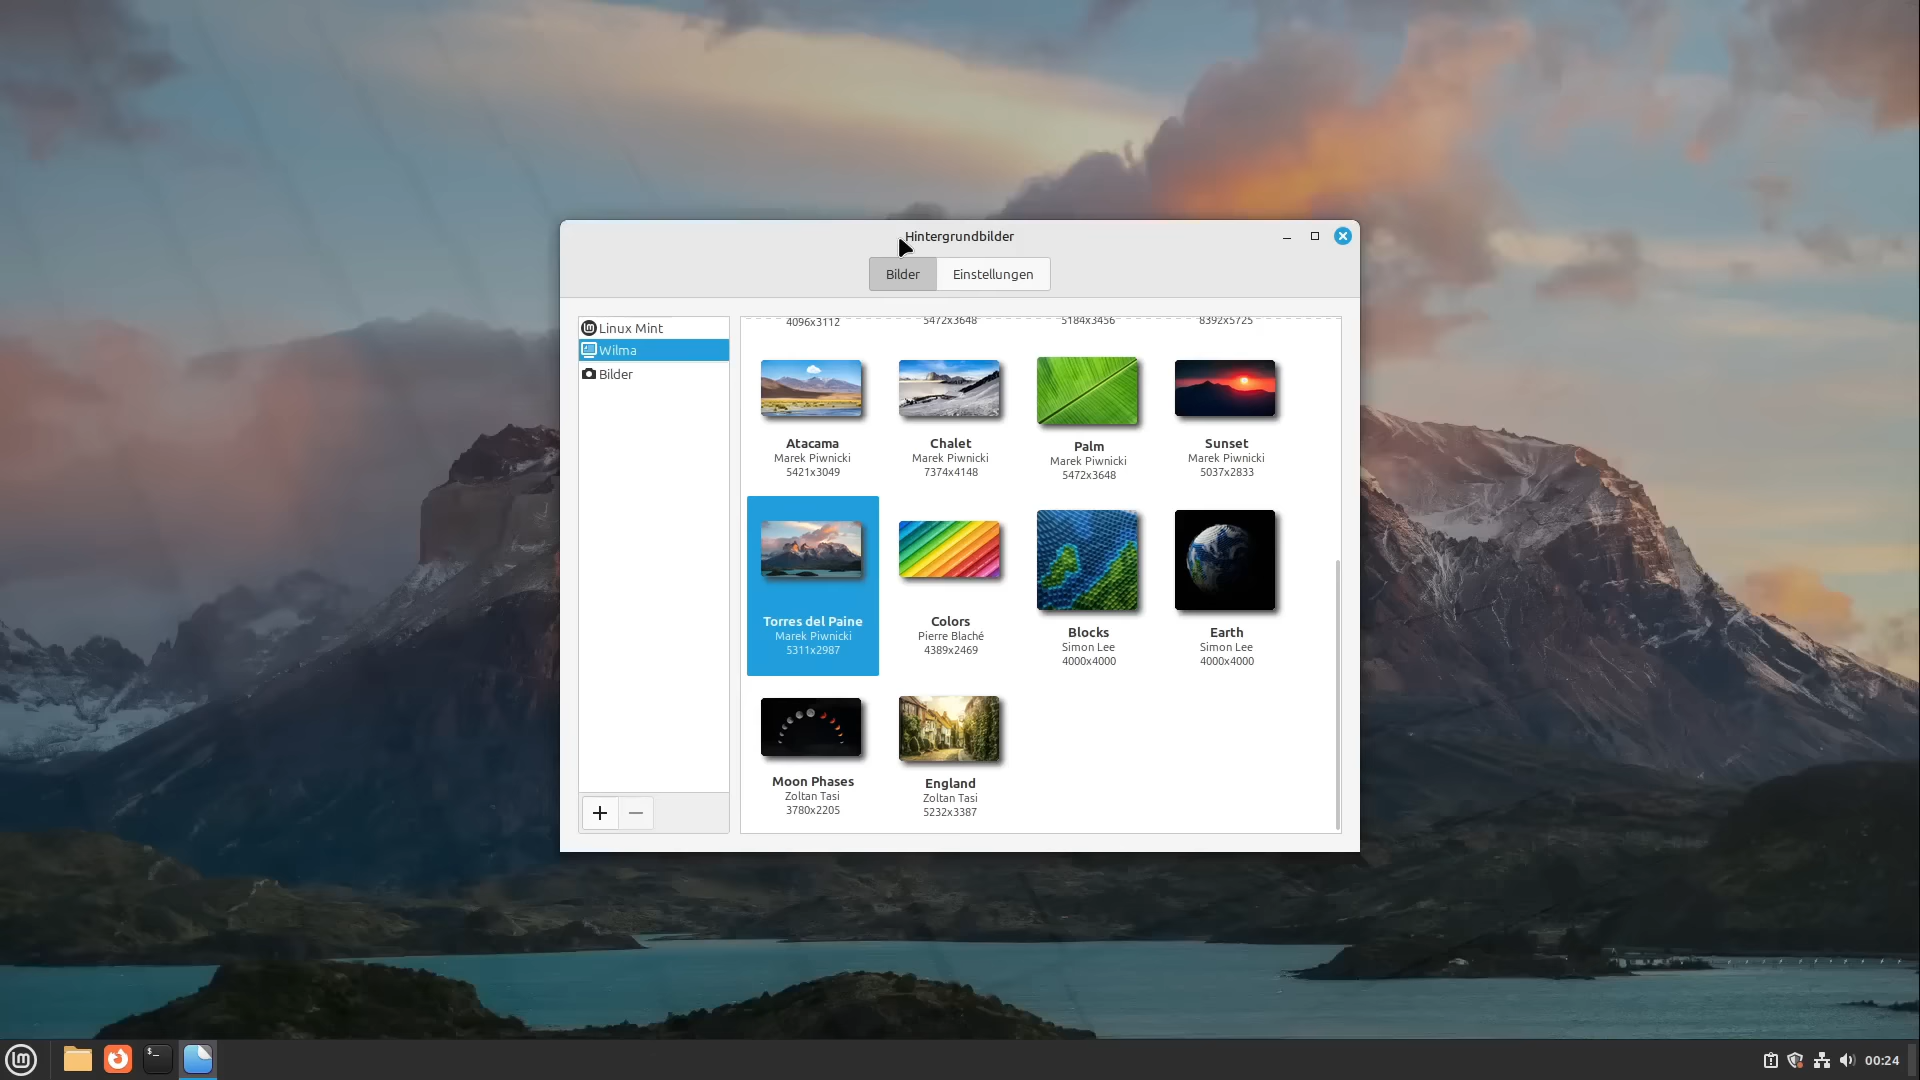 Hintergrundbilder
Bilder Einstellungen
Linux Mint
Wilma
Bilder
4096x3112 5472x3648 5184x3456 8392x5725
Atacama Chalet Palm Sunset
Marek Piwnicki Marek Piwnicki Marek Piwnicki Marek Piwnicki
5421x3049 7374x4148 5472x3648 5037x2833
Torres del Paine Colors Blocks Earth
Marek Piwnicki Pierre Blaché Simon Lee Simon Lee
5311x2987 4389x2469 4000x4000 4000x4000
Moon Phases England
Zoltan Tasi Zoltan Tasi
3780x2205 5232x3387
00:24